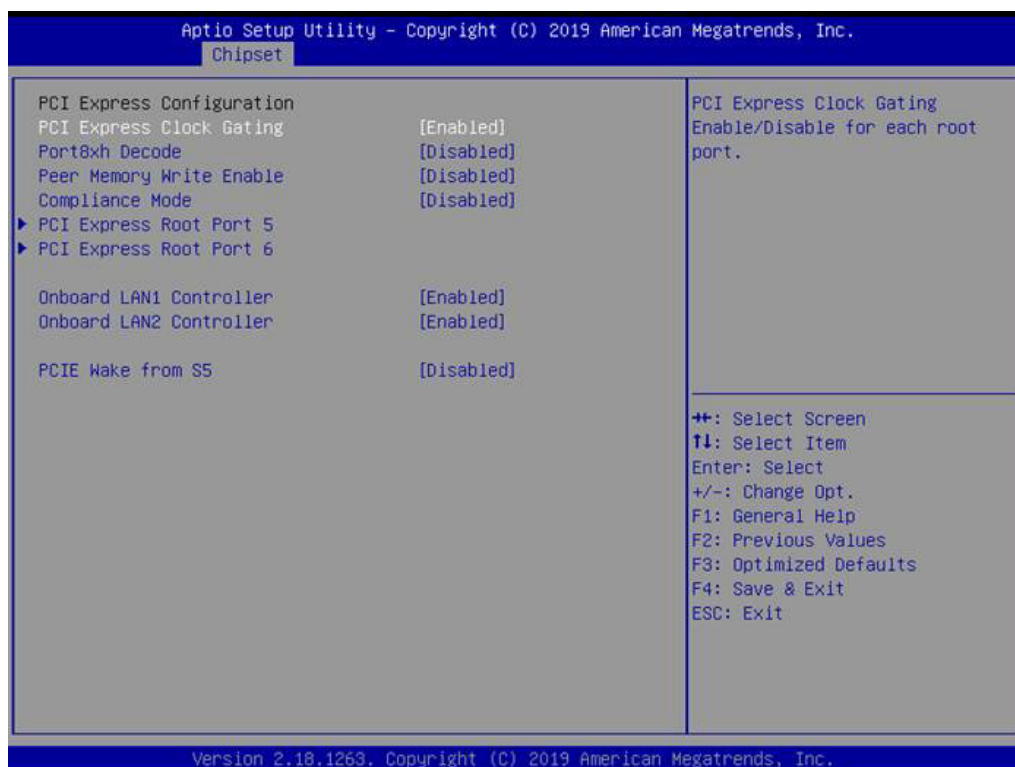 Aptio Setup Utility – Copyright (C) 2019 American Megatrends, Inc.
Chipset
PCI Express Configuration
PCI Express Clock Gating [Enabled]
Port8xh Decode [Disabled]
Peer Memory Write Enable [Disabled]
Compliance Mode [Disabled]
PCI Express Root Port 5
PCI Express Root Port 6
Onboard LAN1 Controller [Enabled]
Onboard LAN2 Controller [Enabled]
PCIE Wake from S5 [Disabled]
PCI Express Clock Gating
Enable/Disable for each root
port.
→←: Select Screen
↑↓: Select Item
Enter: Select
+/-: Change Opt.
F1: General Help
F2: Previous Values
F3: Optimized Defaults
F4: Save & Exit
ESC: Exit
Version 2.18.1263. Copyright (C) 2019 American Megatrends, Inc.